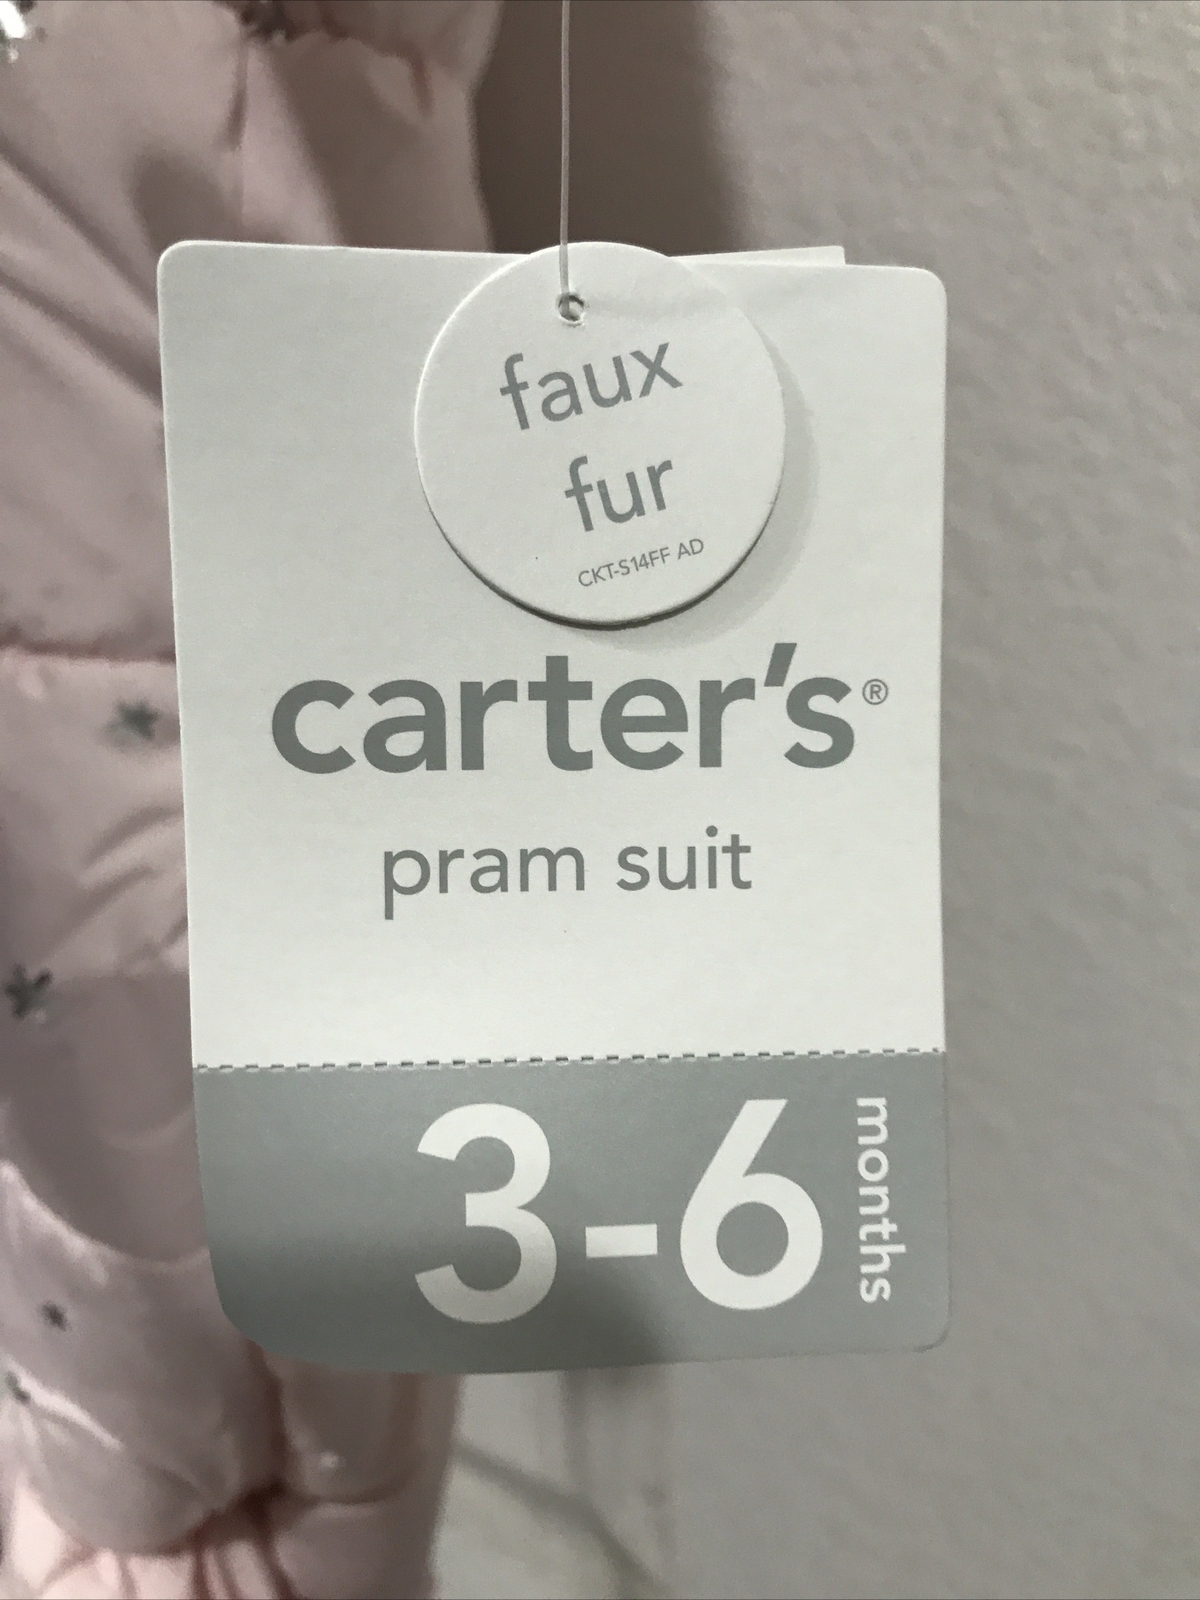 faux
fur
CKT-S14FF AD
carter's®
pram suit
3-6 months